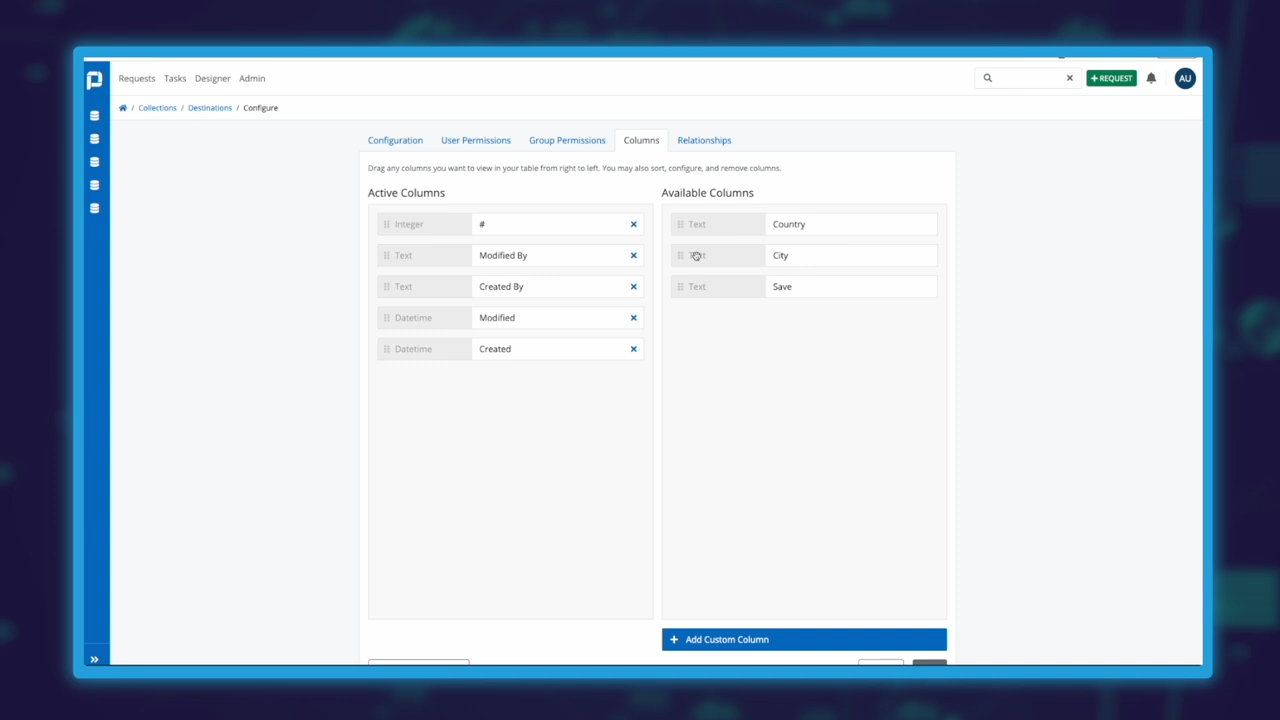 Requests Tasks Designer Admin
+ REQUEST
AU
/ Collections / Destinations / Configure
Configuration User Permissions Group Permissions Columns Relationships
Drag any columns you want to view in your table from right to left. You may also sort, configure, and remove columns.
Active Columns
Available Columns
Integer #
Text Modified By
Text Created By
Datetime Modified
Datetime Created
Text Country
City
Text Save
+ Add Custom Column